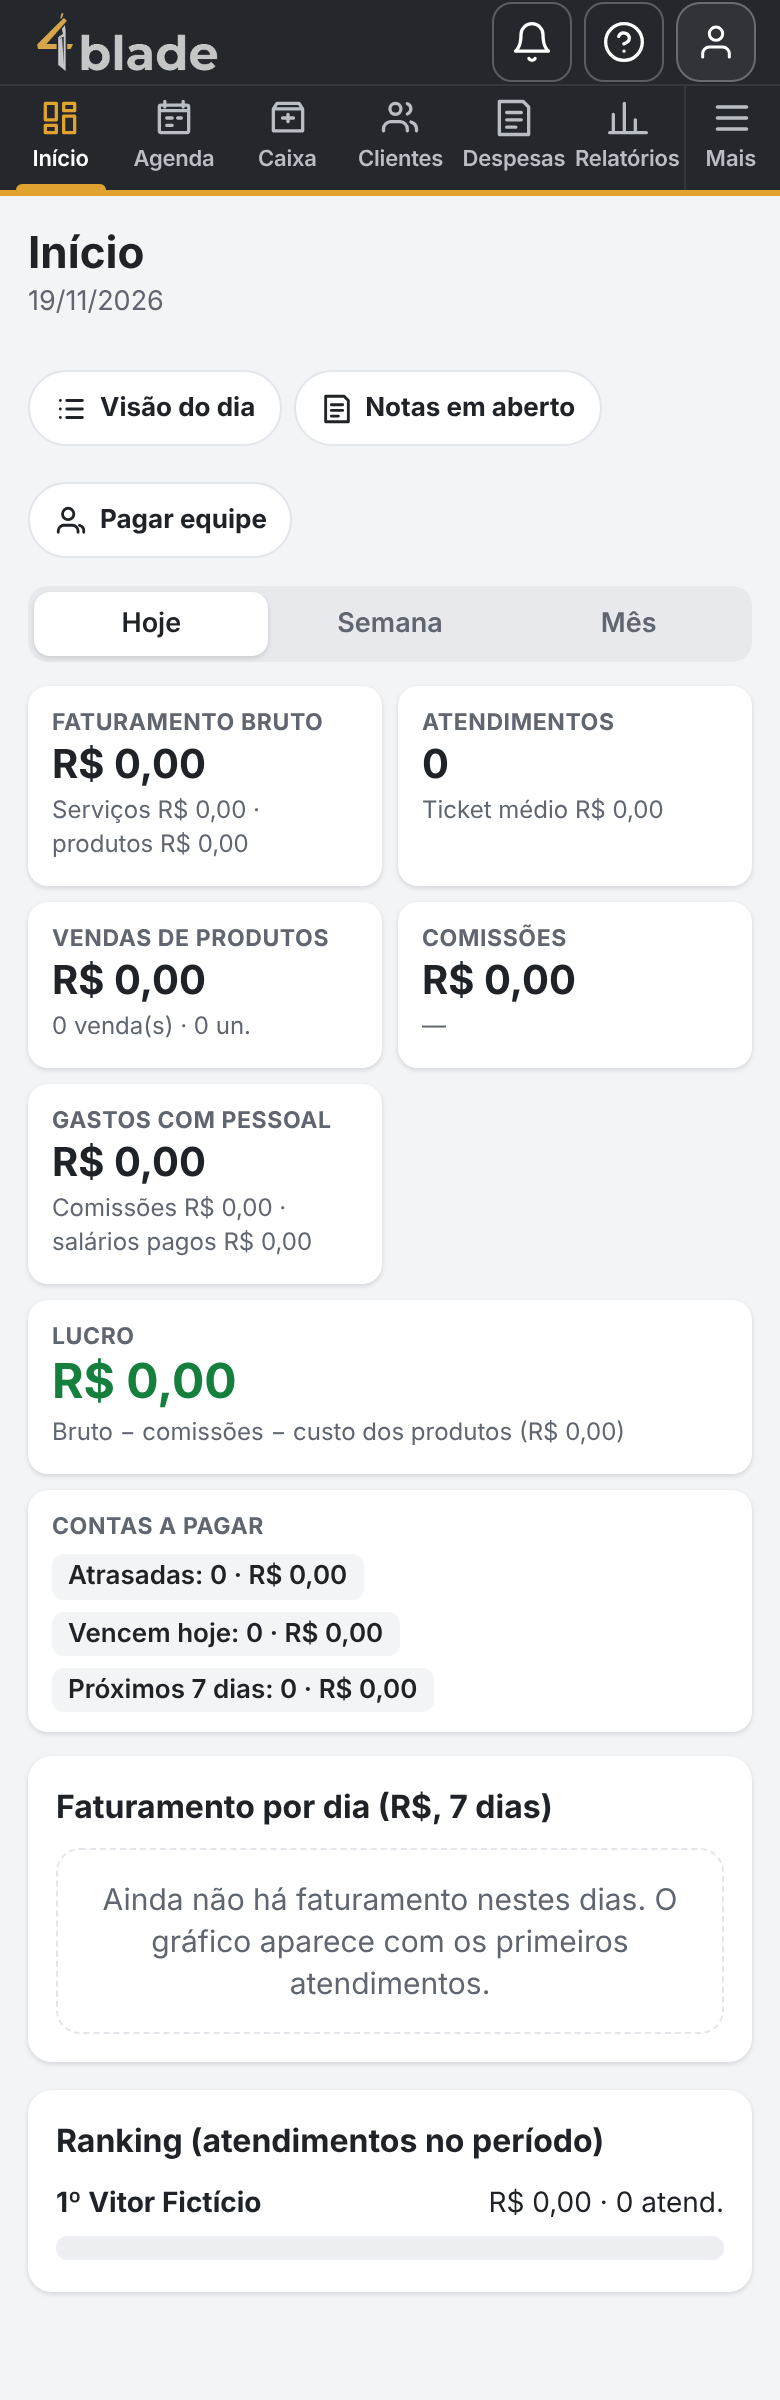 4blade
Início
Agenda
Caixa
Clientes
Despesas
Relatórios
Mais
Início
19/11/2026
Visão do dia
Notas em aberto
Pagar equipe
Hoje
Semana
Mês
FATURAMENTO BRUTO
R$ 0,00
Serviços R$ 0,00 ·
produtos R$ 0,00
ATENDIMENTOS
0
Ticket médio R$ 0,00
VENDAS DE PRODUTOS
R$ 0,00
0 venda(s) · 0 un.
COMISSÕES
R$ 0,00
—
GASTOS COM PESSOAL
R$ 0,00
Comissões R$ 0,00 ·
salários pagos R$ 0,00
LUCRO
R$ 0,00
Bruto − comissões − custo dos produtos (R$ 0,00)
CONTAS A PAGAR
Atrasadas: 0 · R$ 0,00
Vencem hoje: 0 · R$ 0,00
Próximos 7 dias: 0 · R$ 0,00
Faturamento por dia (R$, 7 dias)
Ainda não há faturamento nestes dias. O
gráfico aparece com os primeiros
atendimentos.
Ranking (atendimentos no período)
1º Vitor Fictício
R$ 0,00 · 0 atend.